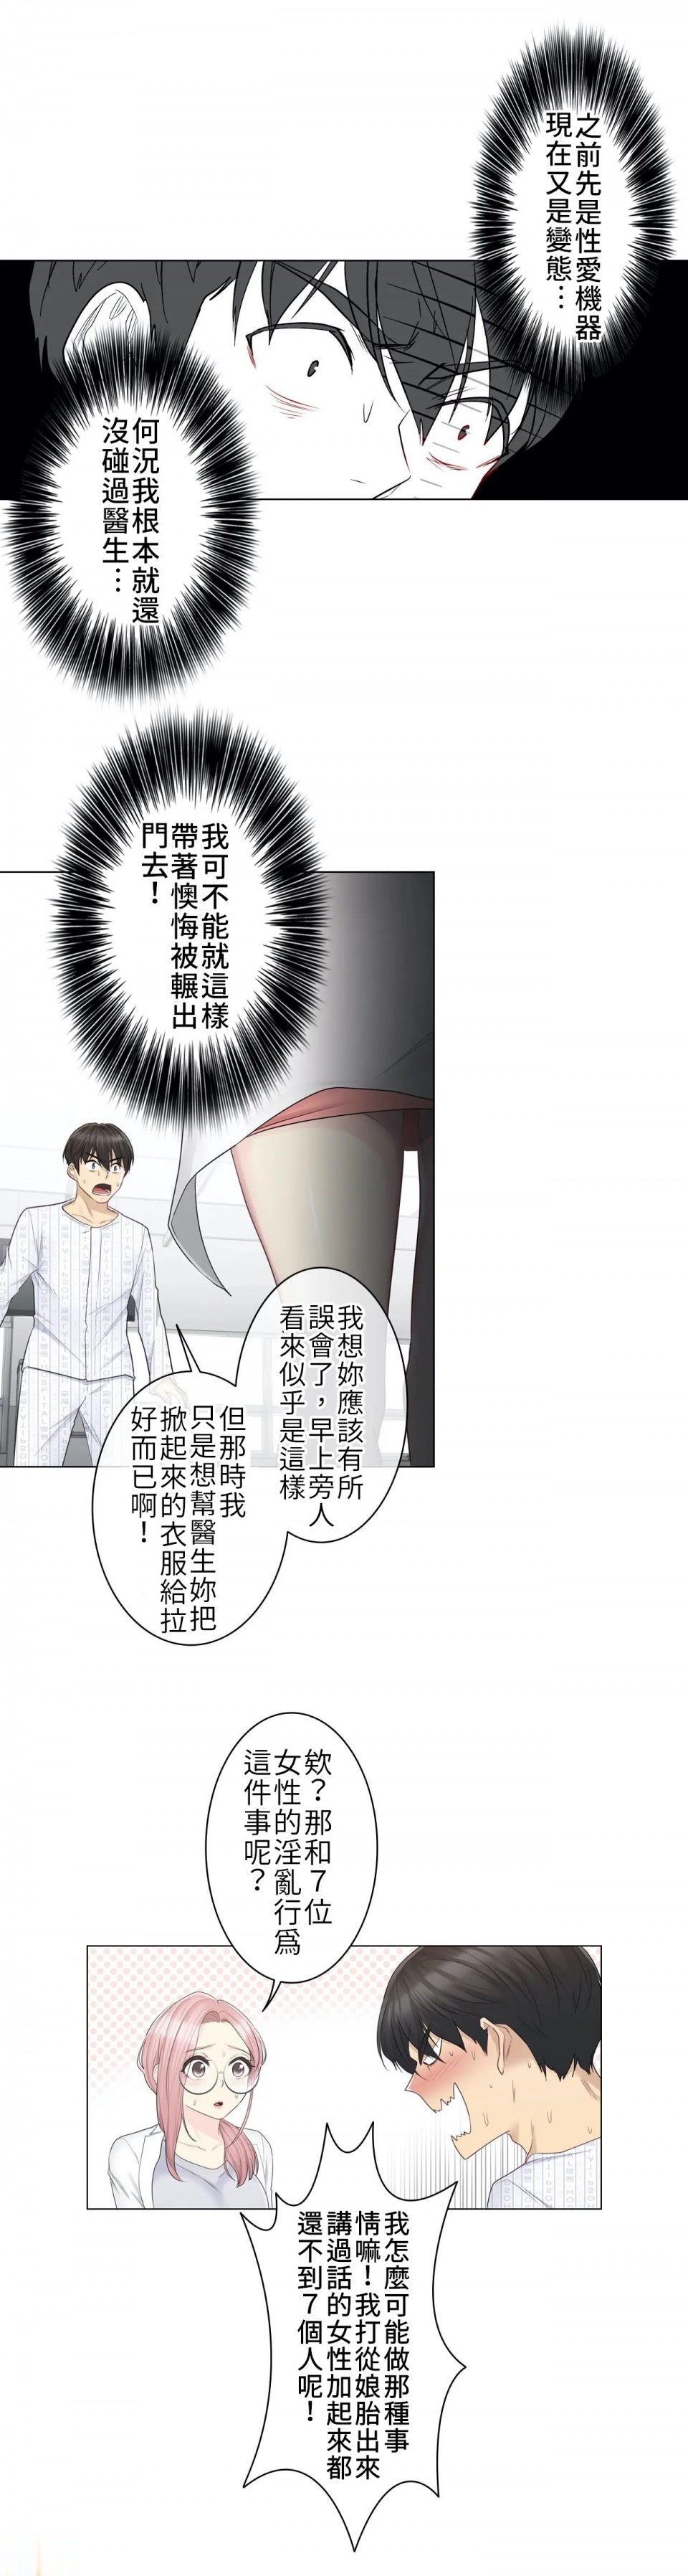 之前先是性愛機器
現在又是變態…
何況我根本就還
沒碰過醫生…
我可不能就這樣
帶著懊悔被輾出
門去！
我想妳應該有所
誤會了，早上旁人
看來似乎是這樣
但那時我
只是想幫醫生妳把
掀起來的衣服給拉
好而已啊！
欸？那和7位
女性的淫亂行為
這件事呢？
我怎麼可能做那種事
情嘛！我打從娘胎出來
講過話的女性加起來都
還不到7個人呢！